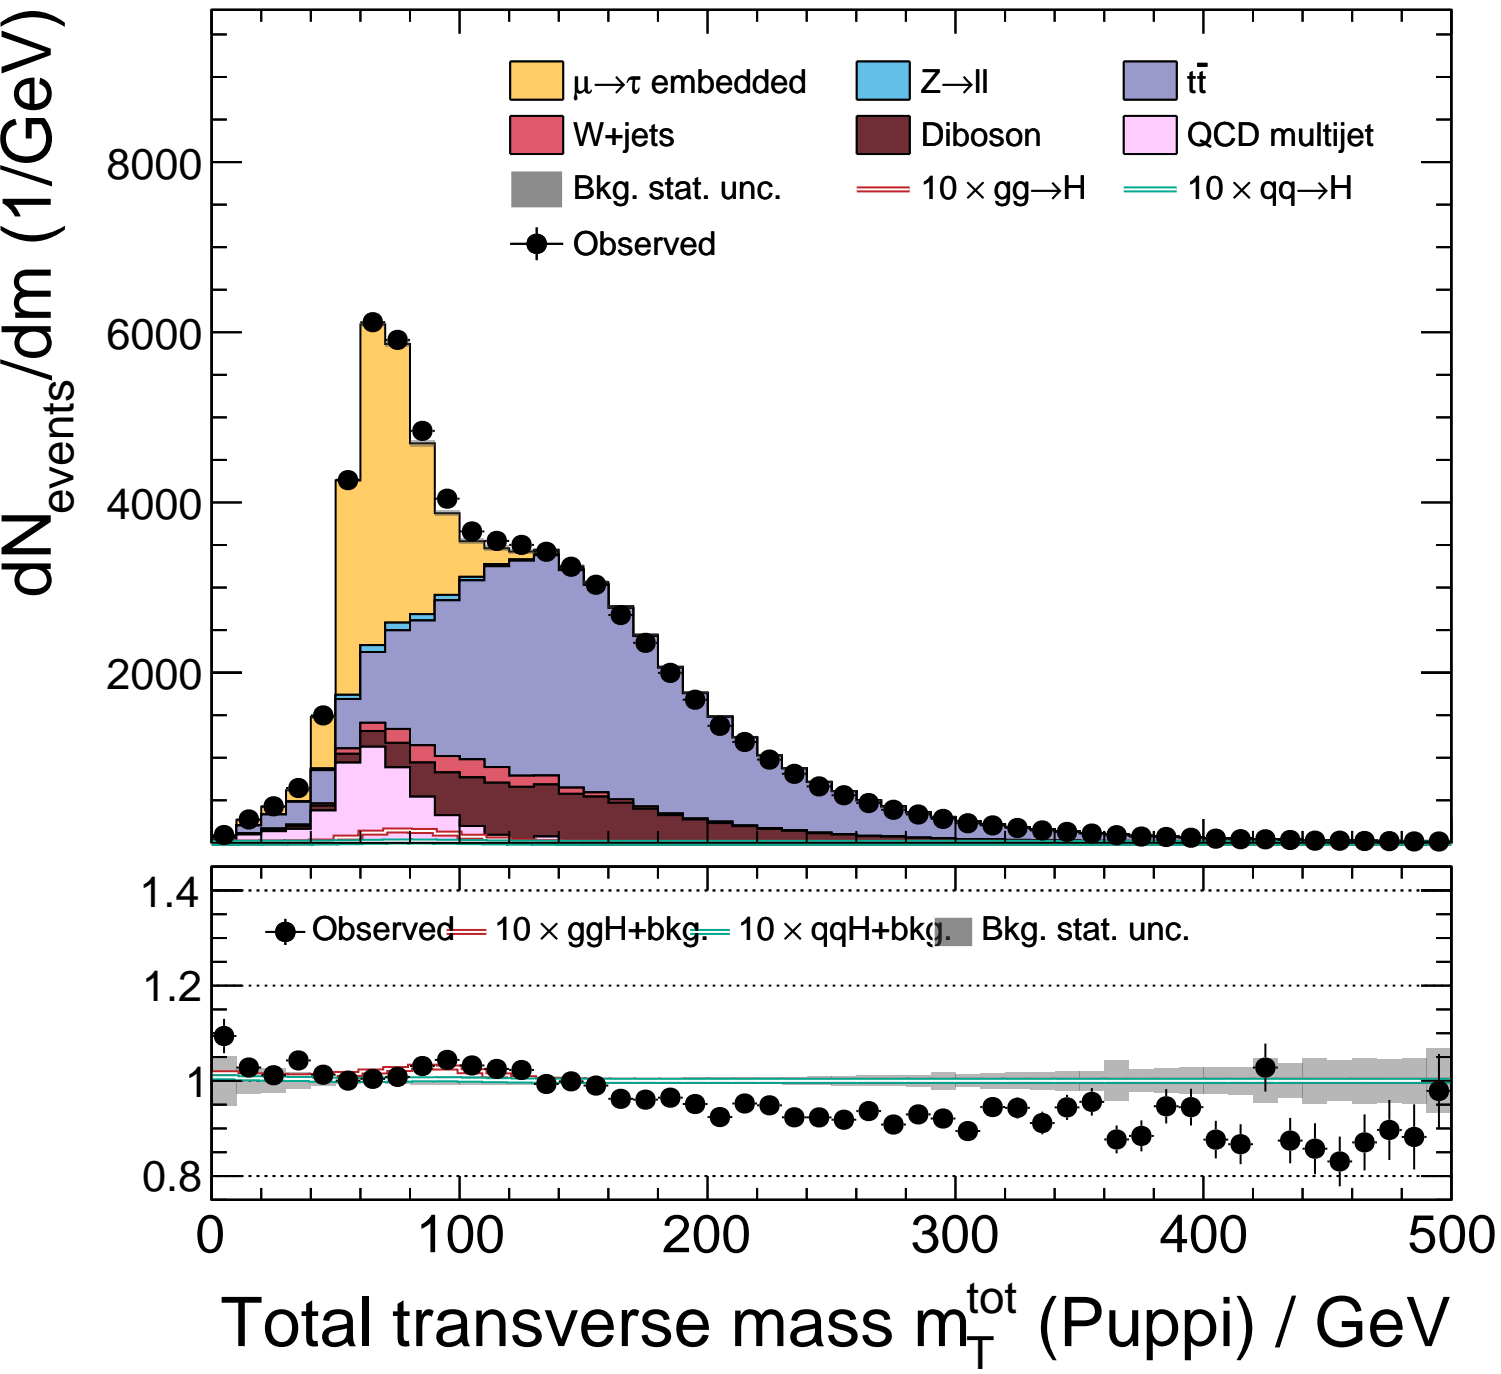 dN_events/dm (1/GeV)
8000
6000
4000
2000
μ→τ embedded Z→ll tt̄
W+jets Diboson QCD multijet
Bkg. stat. unc. 10 × gg→H 10 × qq→H
Observed
1.4
1.2
1
0.8
Observed 10 × ggH+bkg. 10 × qqH+bkg. Bkg. stat. unc.
0 100 200 300 400 500
Total transverse mass m_T^tot (Puppi) / GeV